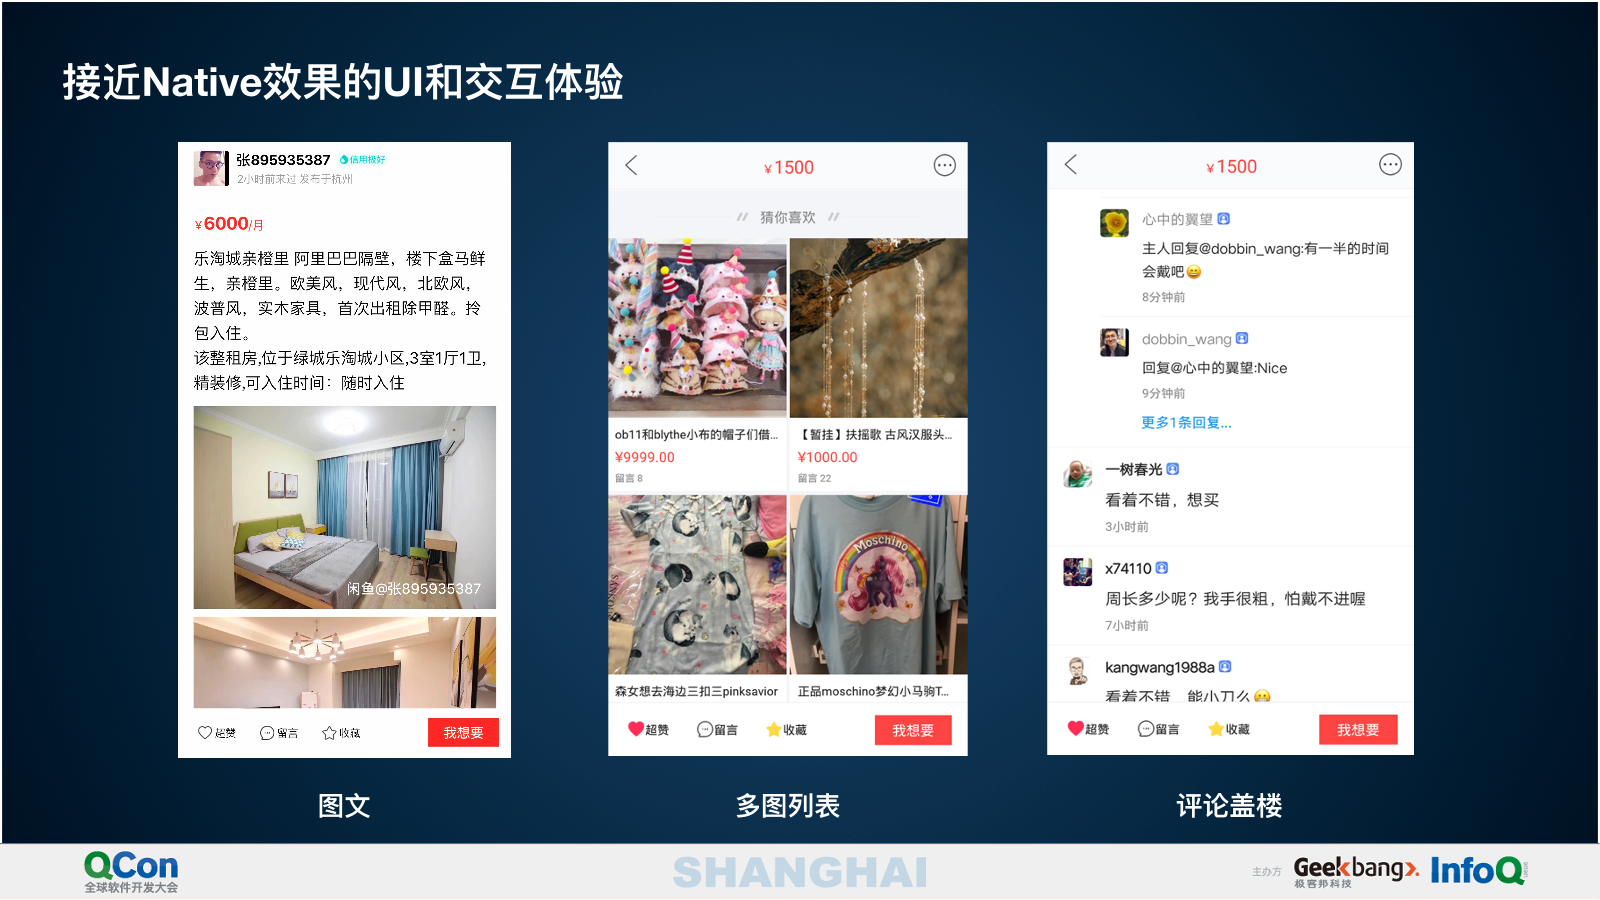 接近Native效果的UI和交互体验
张895935387 信用极好
2小时前来过 发布于杭州
¥6000/月
乐淘城亲橙里 阿里巴巴隔壁，楼下盒马鲜
生，亲橙里。欧美风，现代风，北欧风，
波普风，实木家具，首次出租除甲醛。拎
包入住。
该整租房,位于绿城乐淘城小区,3室1厅1卫,
精装修,可入住时间：随时入住
闲鱼@张895935387
超赞 留言 收藏 我想要
图文
¥1500
猜你喜欢
ob11和blythe小布的帽子们借...
¥9999.00
留言 8
【暂挂】扶摇歌 古风汉服头...
¥1000.00
留言 22
Moschino
森女想去海边三扣三pinksavior
正品moschino梦幻小马驹T...
超赞 留言 收藏 我想要
多图列表
¥1500
心中的翼望
主人回复@dobbin_wang:有一半的时间
会戴吧😄
8分钟前
dobbin_wang
回复@心中的翼望:Nice
9分钟前
更多1条回复...
一树春光
看着不错，想买
3小时前
x74110
周长多少呢？我手很粗，怕戴不进喔
7小时前
kangwang1988a
看着不错，能小刀么😬
超赞 留言 收藏 我想要
评论盖楼
QCon
全球软件开发大会
SHANGHAI
主办方
Geekbang>.
极客邦科技
InfoQ